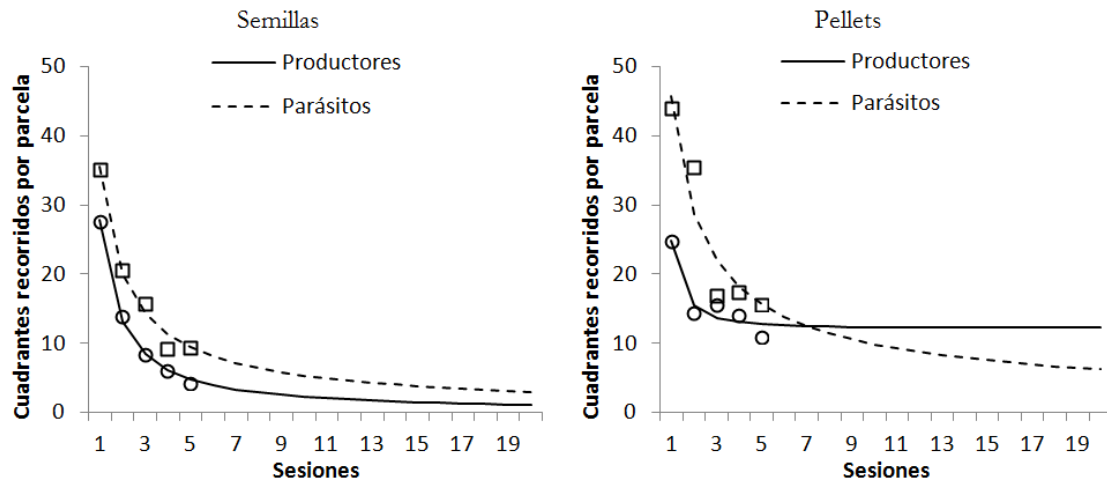 Semillas
Productores
Parásitos
Cuadrantes recorridos por parcela
50
40
30
20
10
0
1 3 5 7 9 11 13 15 17 19
Sesiones
Pellets
Productores
Parásitos
Cuadrantes recorridos por parcela
50
40
30
20
10
0
1 3 5 7 9 11 13 15 17 19
Sesiones